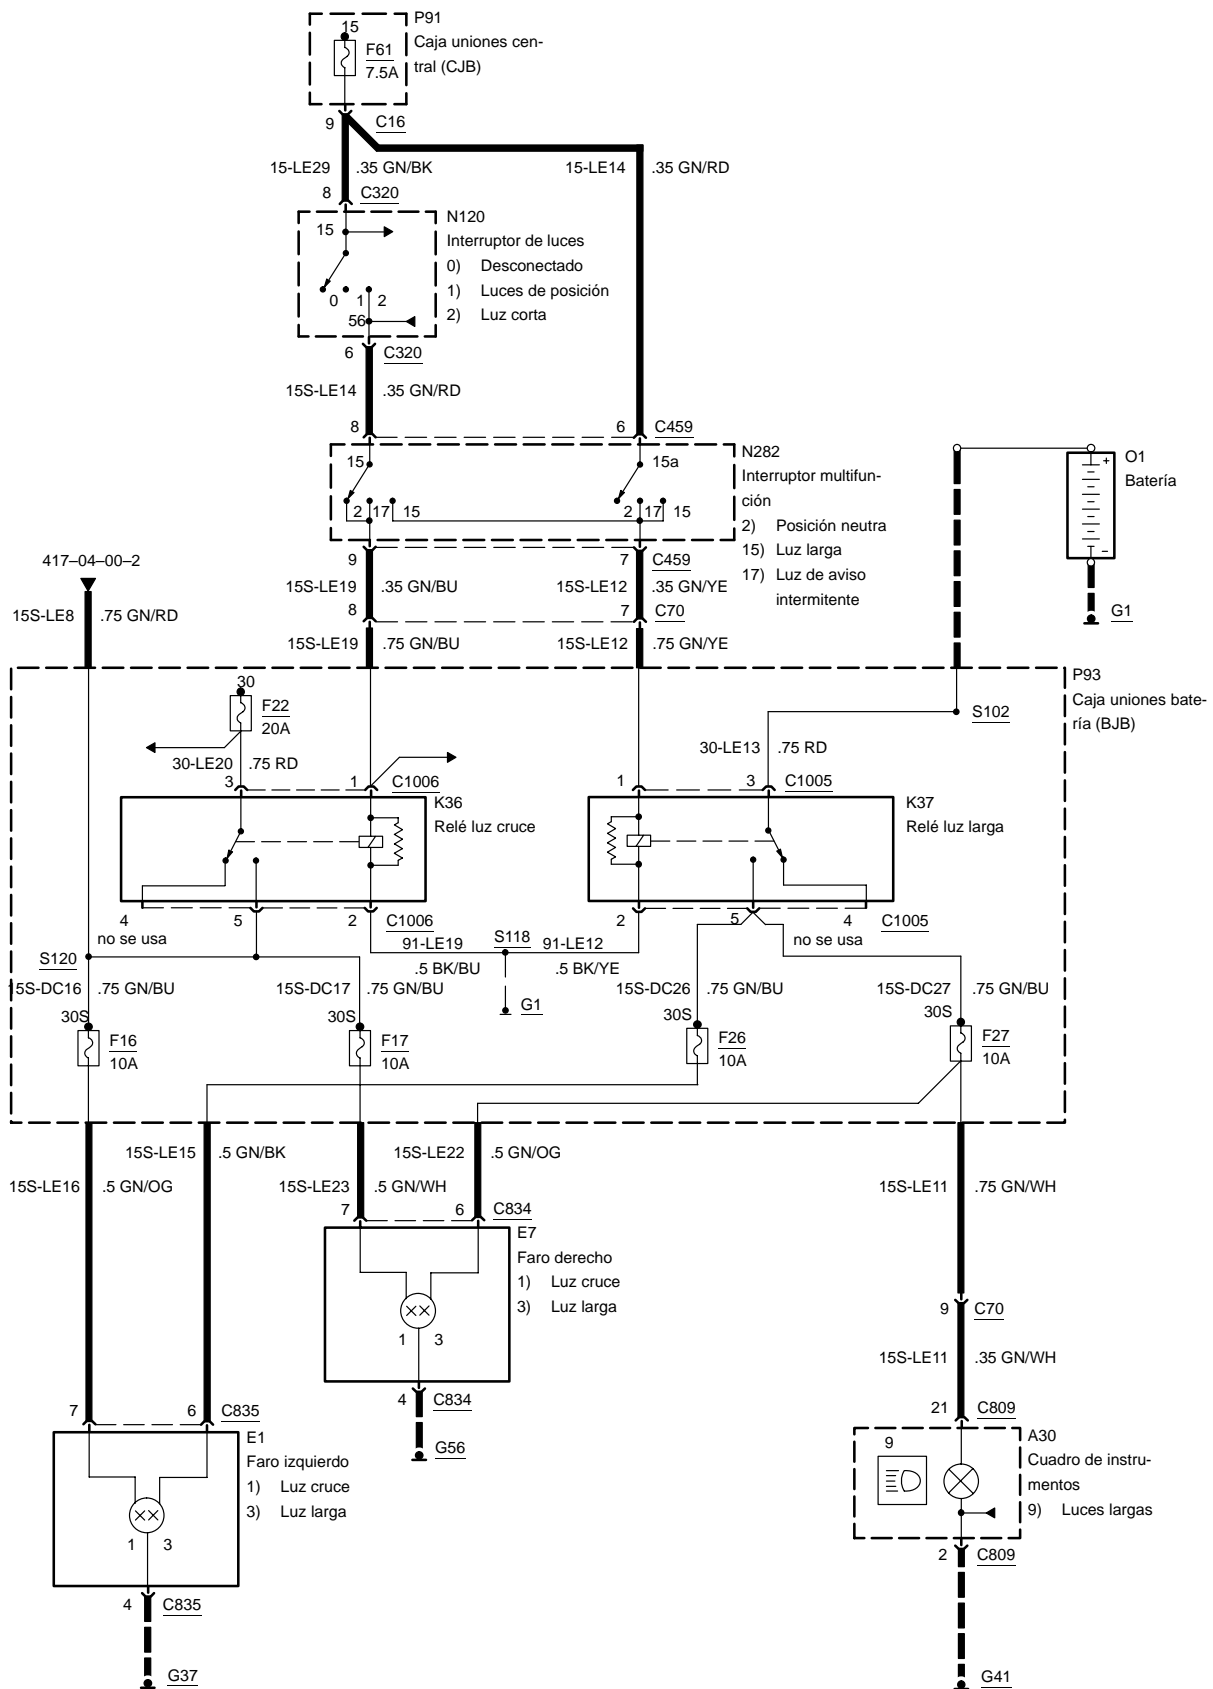 P91
15
Caja uniones cen-
F61
tral (CJB)
7.5A
9
C16
15-LE29
.35 GN/BK
15-LE14
.35 GN/RD
8
C320
N120
15
Interruptor de luces
0) Desconectado
0
1
2
1) Luces de posición
56
2) Luz corta
6
C320
15S-LE14
.35 GN/RD
8
6
C459
N282
15
15a
Interruptor multifun-
ción
2
17
15
2
17
15
2) Posición neutra
15) Luz larga
17) Luz de aviso
intermitente
O1
+
Batería
–
G1
417–04–00–2
9
7
C459
15S-LE19
.35 GN/BU
15S-LE12
.35 GN/YE
15S-LE8
.75 GN/RD
8
7
C70
15S-LE19
.75 GN/BU
15S-LE12
.75 GN/YE
P93
Caja uniones bate-
ría (BJB)
30
F22
20A
S102
30-LE20
.75 RD
30-LE13
.75 RD
3
1
C1006
1
3
C1005
K36
Relé luz cruce
K37
Relé luz larga
4
5
2
C1006
2
5
4
C1005
no se usa
no se usa
S118
91-LE19
91-LE12
.5 BK/BU
.5 BK/YE
S120
15S-DC16
.75 GN/BU
15S-DC17
.75 GN/BU
G1
15S-DC26
.75 GN/BU
15S-DC27
.75 GN/BU
30S
30S
30S
30S
F16
10A
F17
10A
F26
10A
F27
10A
15S-LE15
.5 GN/BK
15S-LE22
.5 GN/OG
15S-LE16
.5 GN/OG
15S-LE23
.5 GN/WH
15S-LE11
.75 GN/WH
7
6
C834
E7
Faro derecho
1) Luz cruce
3) Luz larga
1
3
9
C70
15S-LE11
.35 GN/WH
4
C834
G56
7
6
C835
E1
Faro izquierdo
1) Luz cruce
3) Luz larga
1
3
21
C809
A30
9
Cuadro de instru-
mentos
9) Luces largas
2
C809
4
C835
G37
G41